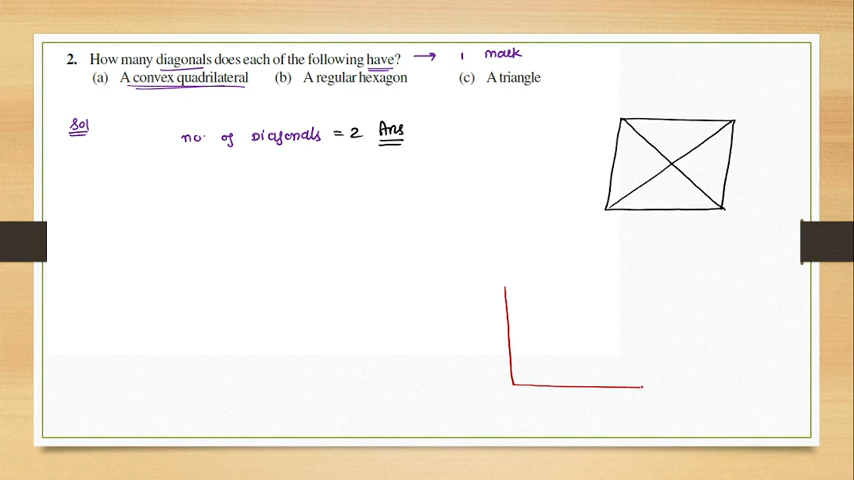 2. How many diagonals does each of the following have? → 1 mark
(a) A convex quadrilateral (b) A regular hexagon (c) A triangle
Sol
no. of Diagonals = 2 Ans